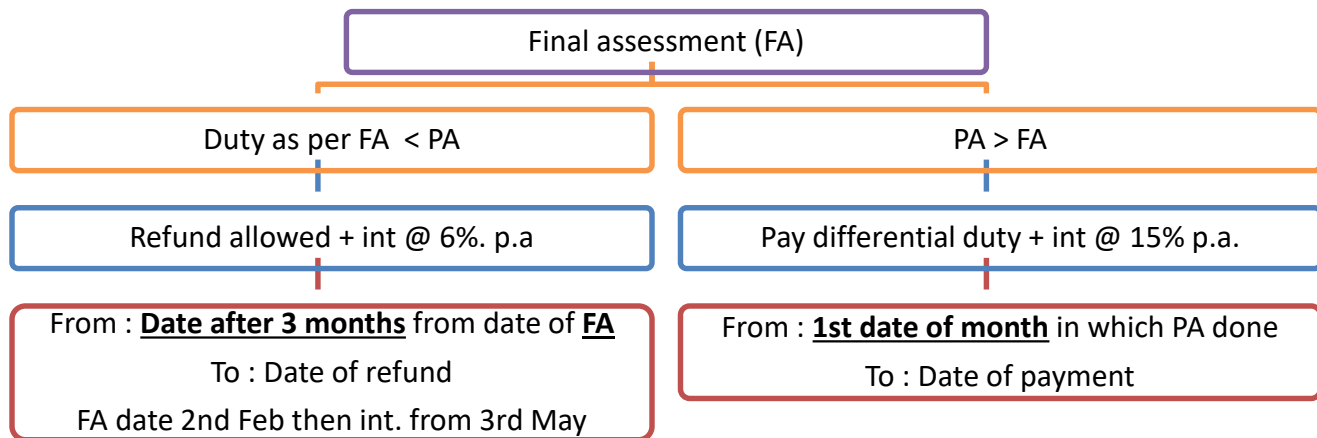 Final assessment (FA)
Duty as per FA < PA
PA > FA
Refund allowed + int @ 6%. p.a
Pay differential duty + int @ 15% p.a.
From : Date after 3 months from date of FA
To : Date of refund
FA date 2nd Feb then int. from 3rd May
From : 1st date of month in which PA done
To : Date of payment